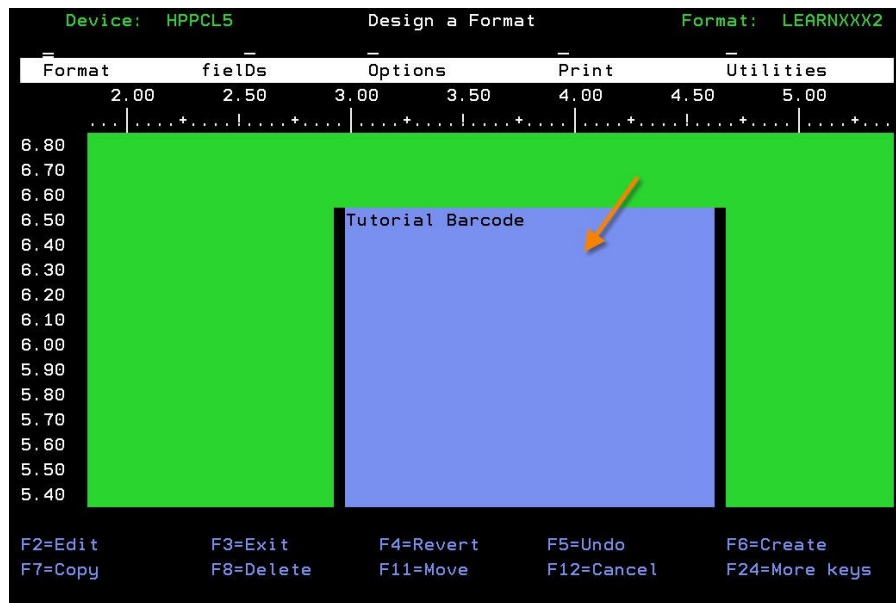 Device: HPPCL5 Design a Format Format: LEARNXXX2
Format fielDs Options Print Utilities
2.00 2.50 3.00 3.50 4.00 4.50 5.00
6.80
6.70
6.60
6.50 Tutorial Barcode
6.40
6.30
6.20
6.10
6.00
5.90
5.80
5.70
5.60
5.50
5.40
F2=Edit F3=Exit F4=Revert F5=Undo F6=Create
F7=Copy F8=Delete F11=Move F12=Cancel F24=More keys